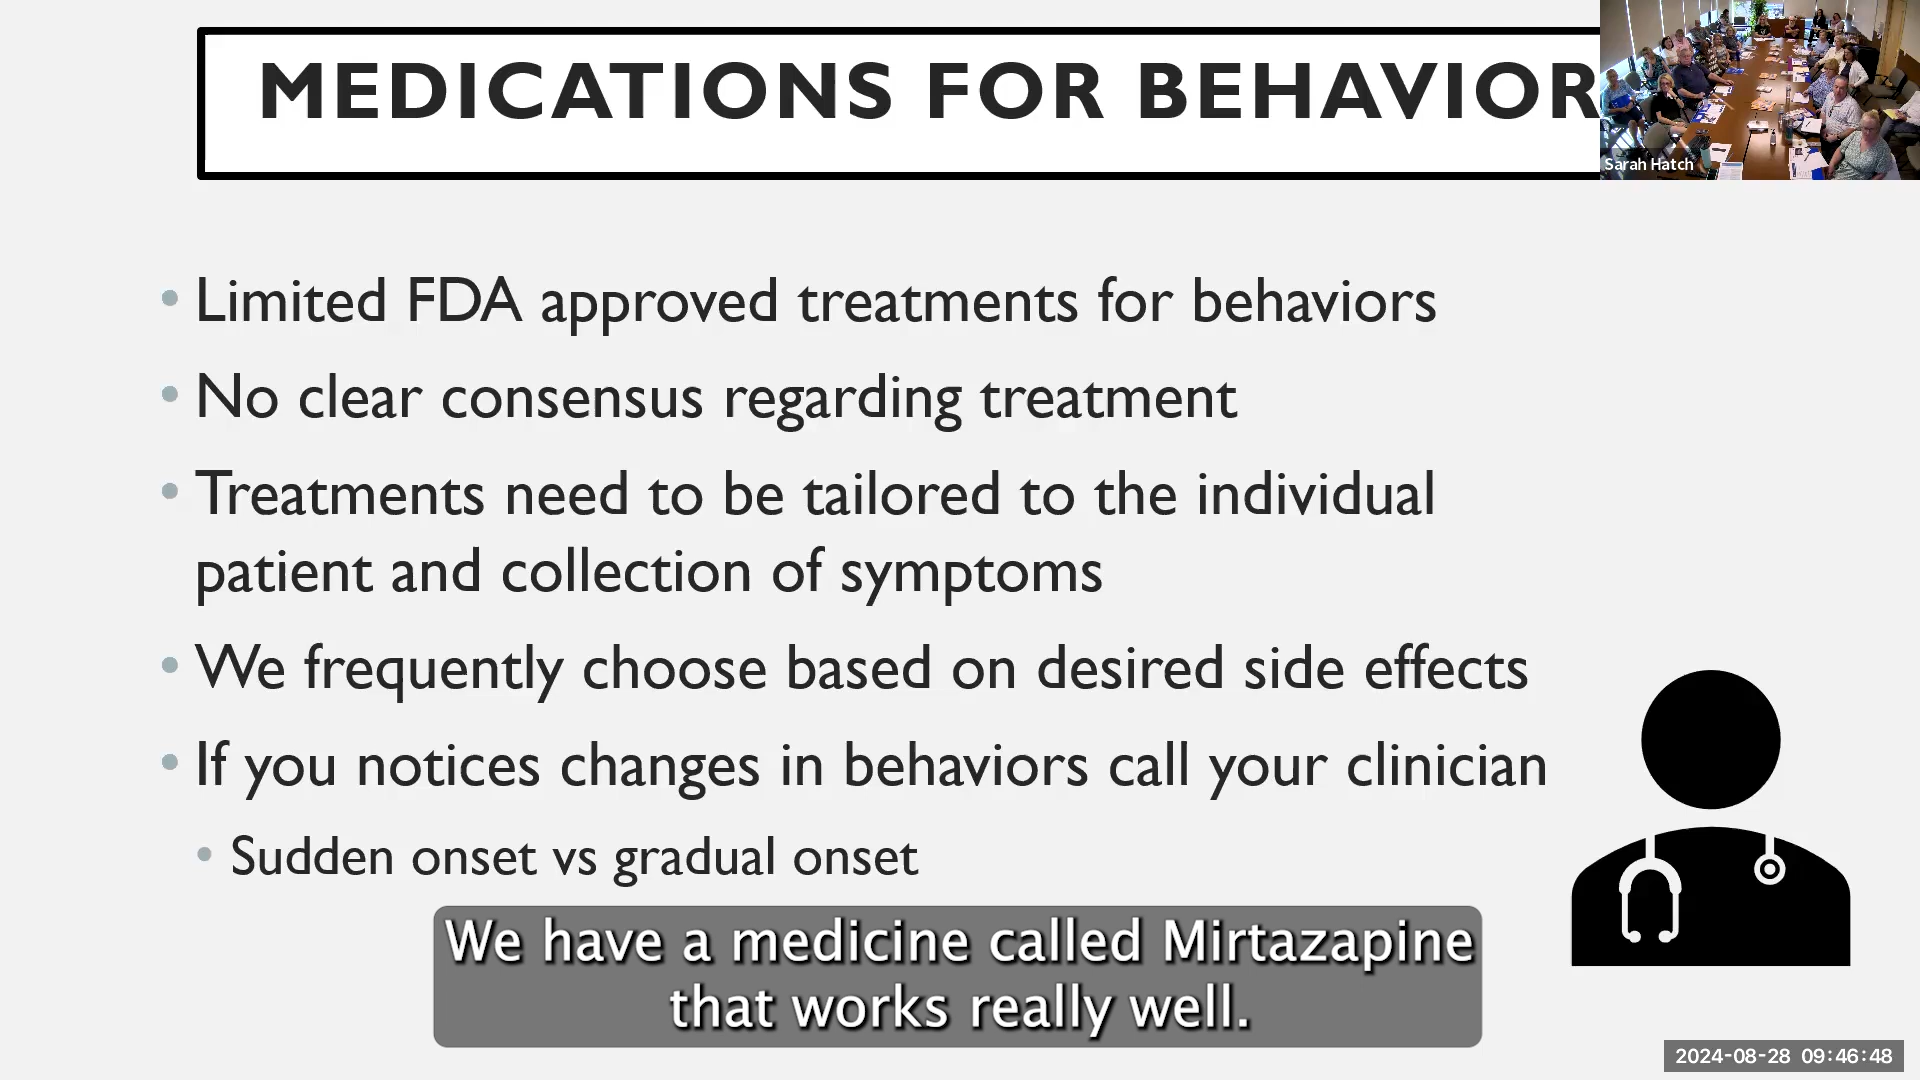 MEDICATIONS FOR BEHAVIOR
Sarah Hatch
• Limited FDA approved treatments for behaviors
• No clear consensus regarding treatment
• Treatments need to be tailored to the individual
patient and collection of symptoms
• We frequently choose based on desired side effects
• If you notices changes in behaviors call your clinician
• Sudden onset vs gradual onset
We have a medicine called Mirtazapine
that works really well.
2024-08-28 09:46:48